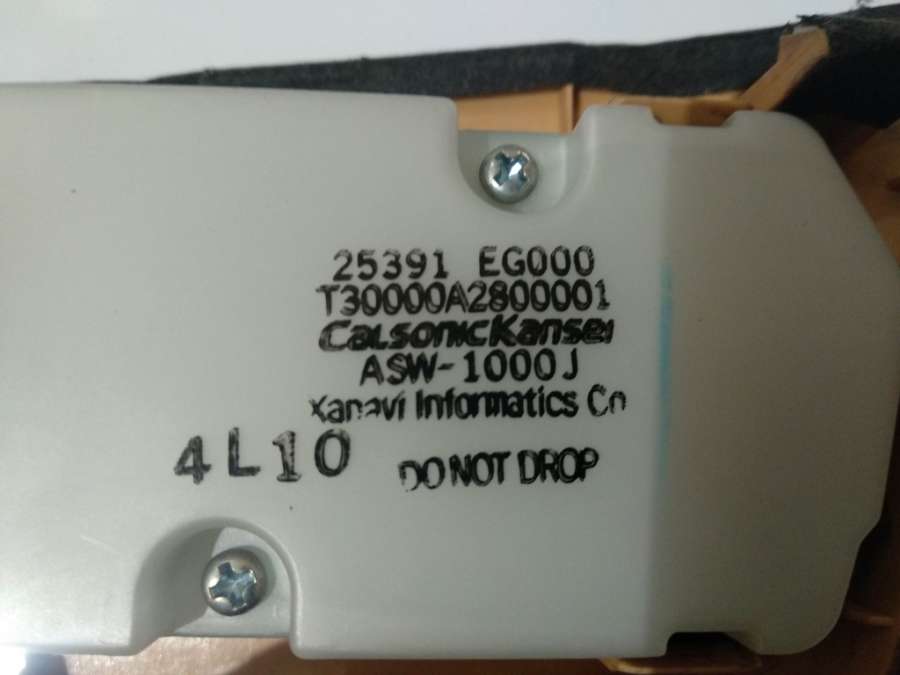 25391 EG000
T30000A2800001
CalsonicKansei
ASW-1000J
Xanavi Informatics Co
4L10
DO NOT DROP